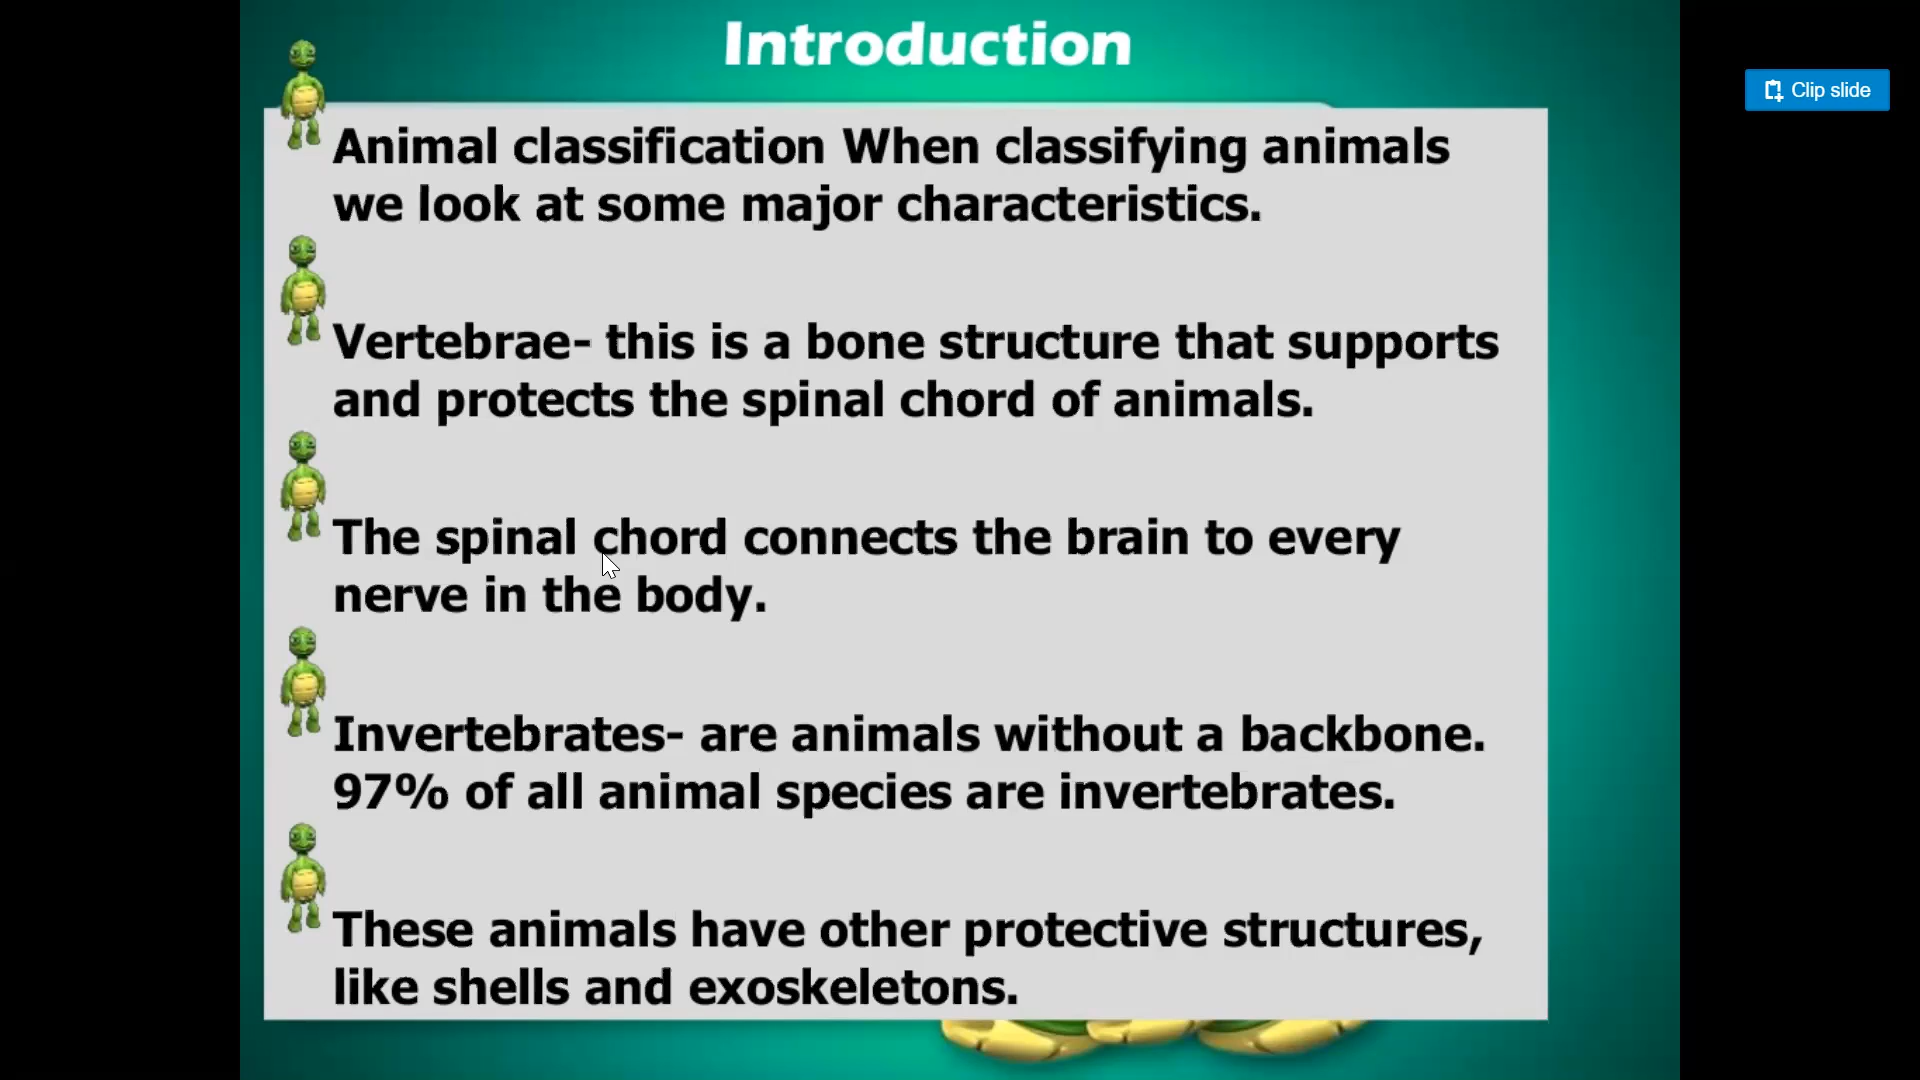 Introduction
Clip slide
Animal classification When classifying animals
we look at some major characteristics.
Vertebrae- this is a bone structure that supports
and protects the spinal chord of animals.
The spinal chord connects the brain to every
nerve in the body.
Invertebrates- are animals without a backbone.
97% of all animal species are invertebrates.
These animals have other protective structures,
like shells and exoskeletons.